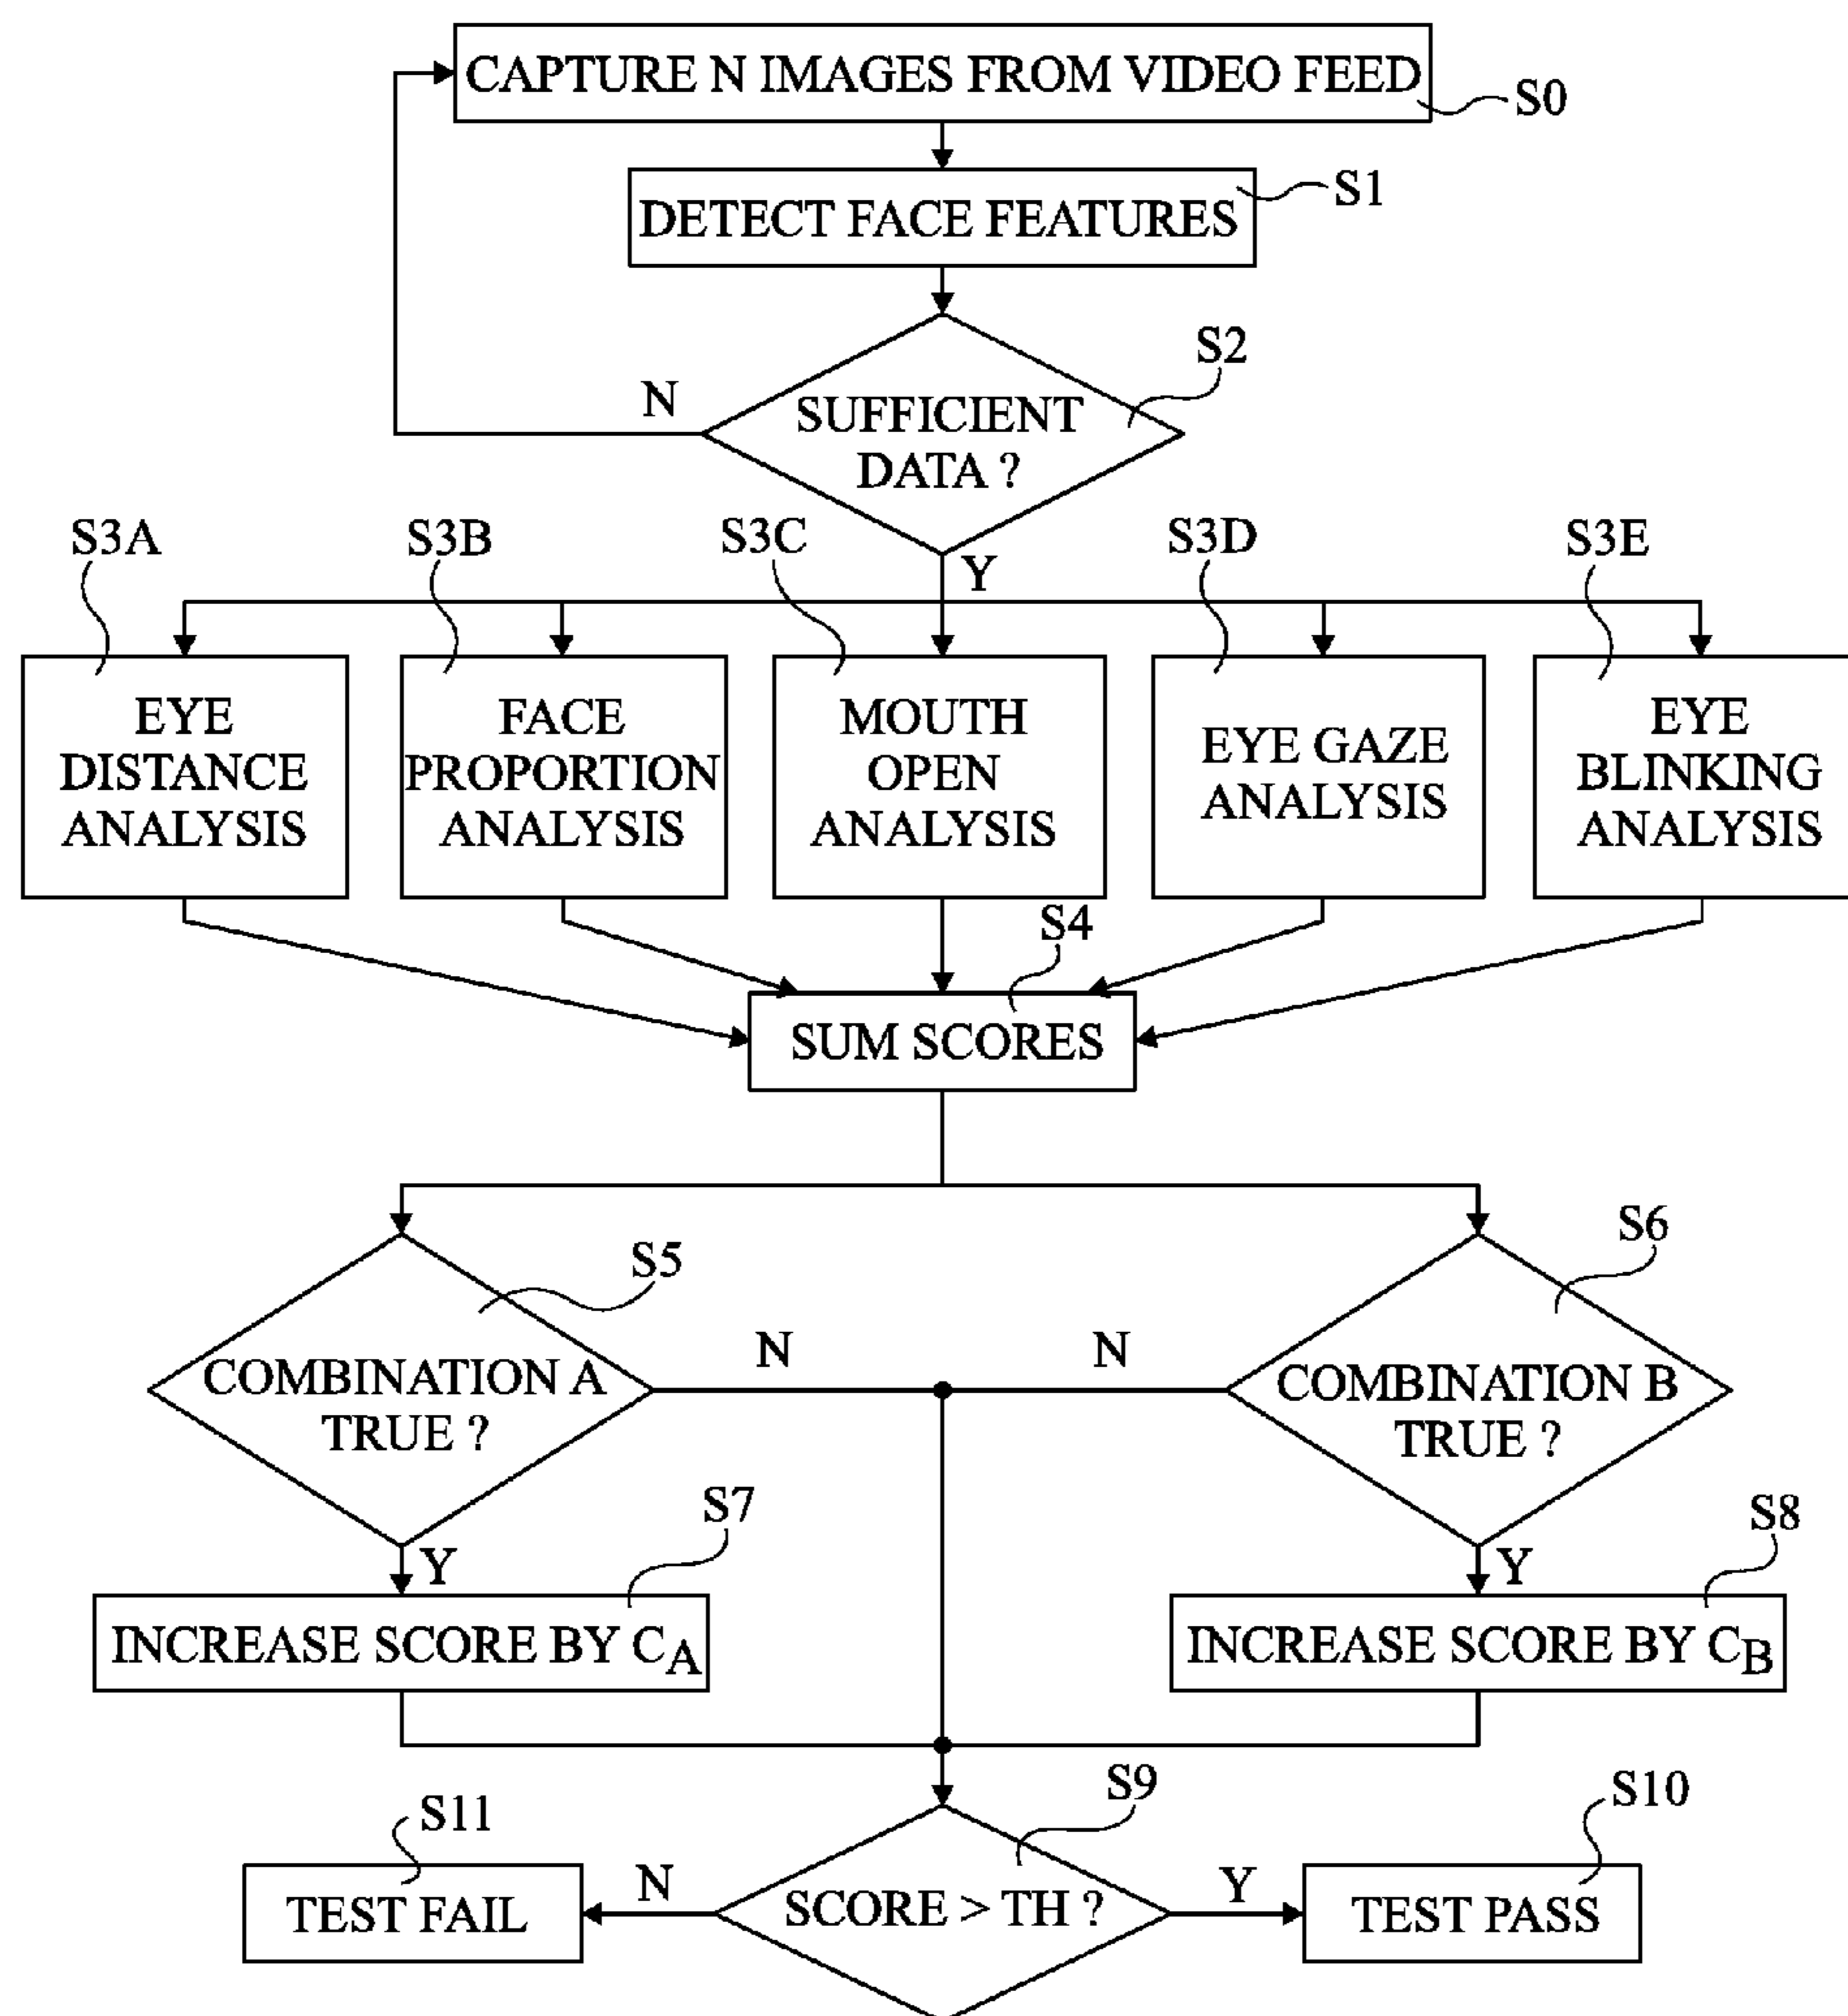 CAPTURE N IMAGES FROM VIDEO FEED
S0
S1
DETECT FACE FEATURES
S2
N
SUFFICIENT
DATA ?
Y
S3A
S3B
S3C
S3D
S3E
EYE
DISTANCE
ANALYSIS
FACE
PROPORTION
ANALYSIS
MOUTH
OPEN
ANALYSIS
EYE GAZE
ANALYSIS
EYE
BLINKING
ANALYSIS
S4
SUM SCORES
S5
S6
COMBINATION A
TRUE ?
N
N
COMBINATION B
TRUE ?
S7
S8
Y
Y
INCREASE SCORE BY CA
INCREASE SCORE BY CB
S9
S10
S11
TEST FAIL
N
SCORE > TH ?
Y
TEST PASS